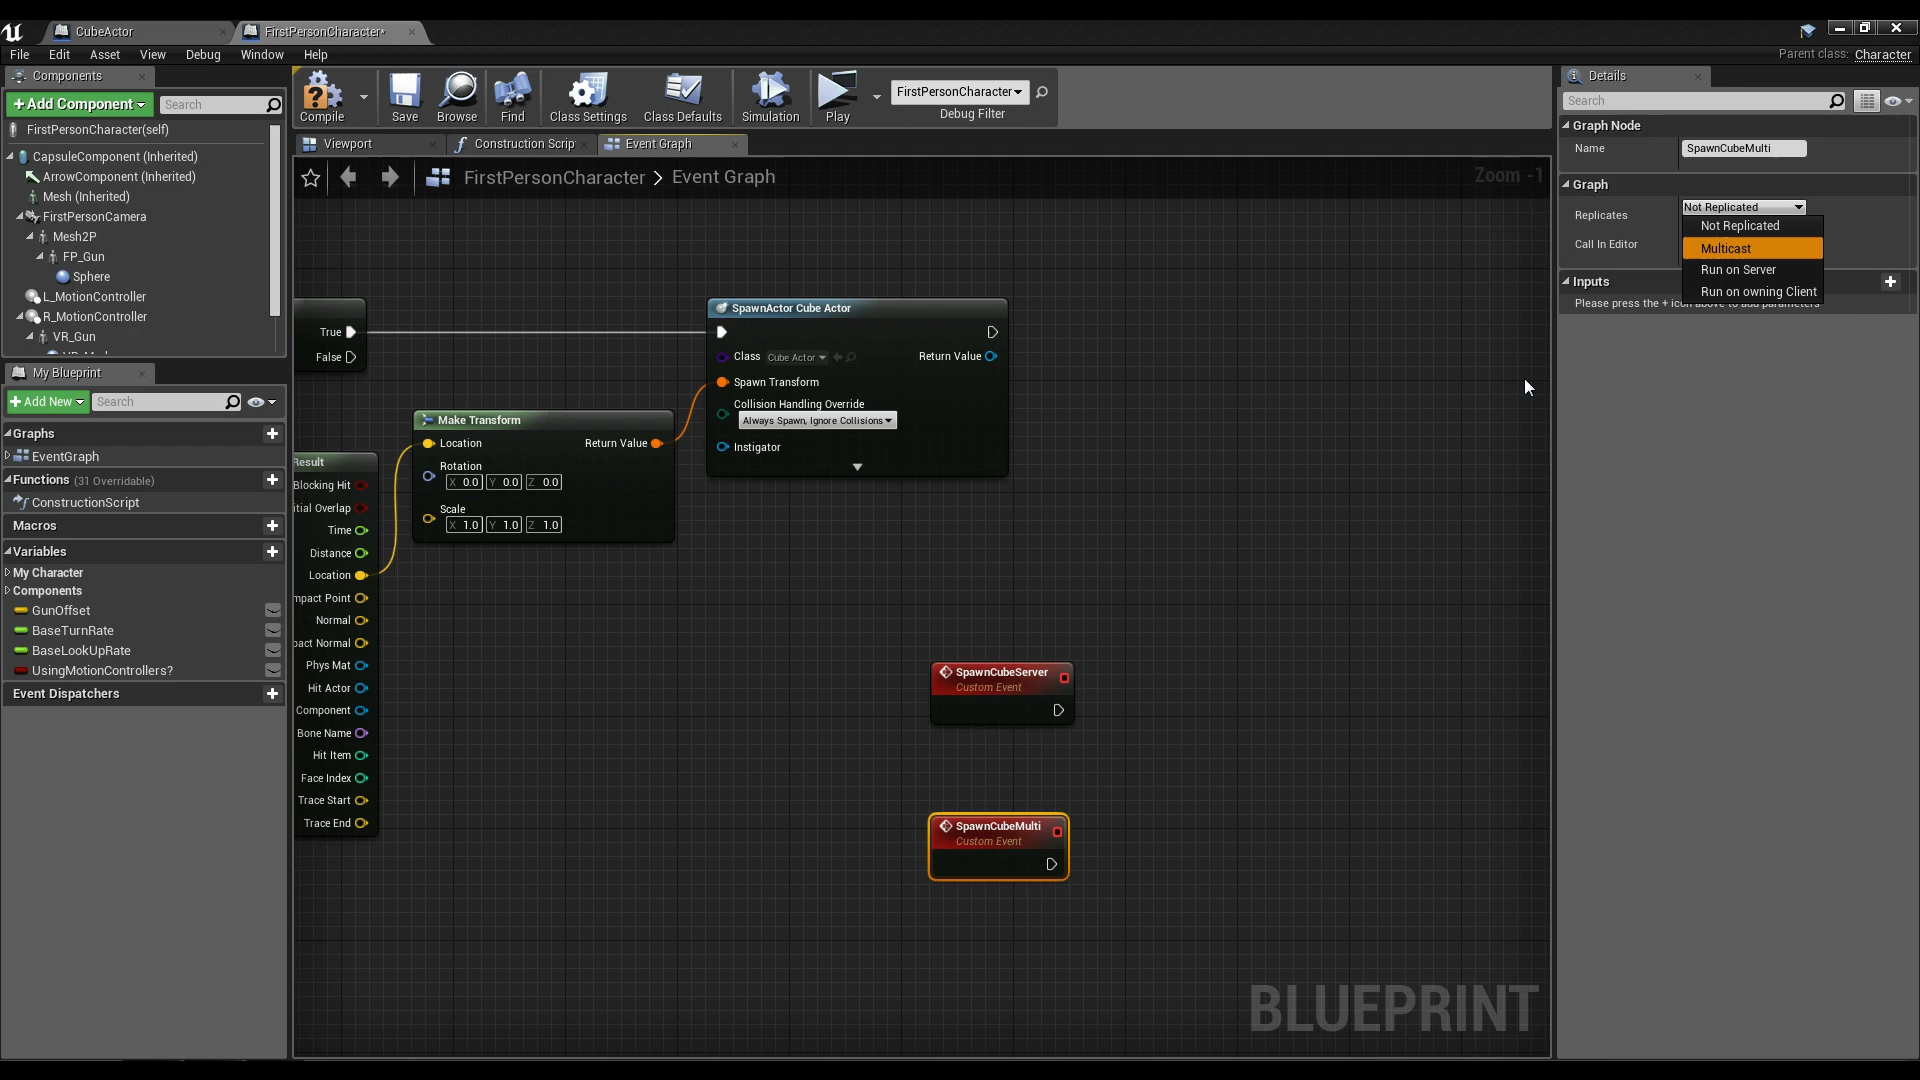 CubeActor
FirstPersonCharacter*
File Edit Asset View Debug Window Help
Parent class: Character
Components
+Add Component
Search
FirstPersonCharacter(self)
CapsuleComponent (Inherited)
ArrowComponent (Inherited)
Mesh (Inherited)
FirstPersonCamera
Mesh2P
FP_Gun
Sphere
L_MotionController
R_MotionController
VR_Gun
My Blueprint
+Add New
Search
Graphs
EventGraph
Functions (31 Overridable)
ConstructionScript
Macros
Variables
My Character
Components
GunOffset
BaseTurnRate
BaseLookUpRate
UsingMotionControllers?
Event Dispatchers
Compile
Save
Browse
Find
Class Settings
Class Defaults
Simulation
Play
FirstPersonCharacter
Debug Filter
Viewport
Construction Scrip
Event Graph
FirstPersonCharacter > Event Graph
Zoom -1
True
False
Result
Blocking Hit
itial Overlap
Time
Distance
Location
mpact Point
Normal
pact Normal
Phys Mat
Hit Actor
Component
Bone Name
Hit Item
Face Index
Trace Start
Trace End
Make Transform
Location
Return Value
Rotation
X 0.0 Y 0.0 Z 0.0
Scale
X 1.0 Y 1.0 Z 1.0
SpawnActor Cube Actor
Class Cube Actor
Return Value
Spawn Transform
Collision Handling Override
Always Spawn, Ignore Collisions
Instigator
SpawnCubeServer
Custom Event
SpawnCubeMulti
Custom Event
BLUEPRINT
Details
Search
Graph Node
Name
SpawnCubeMulti
Graph
Replicates
Not Replicated
Not Replicated
Multicast
Run on Server
Run on owning Client
Call In Editor
Inputs
Please press the + icon above to add parameters